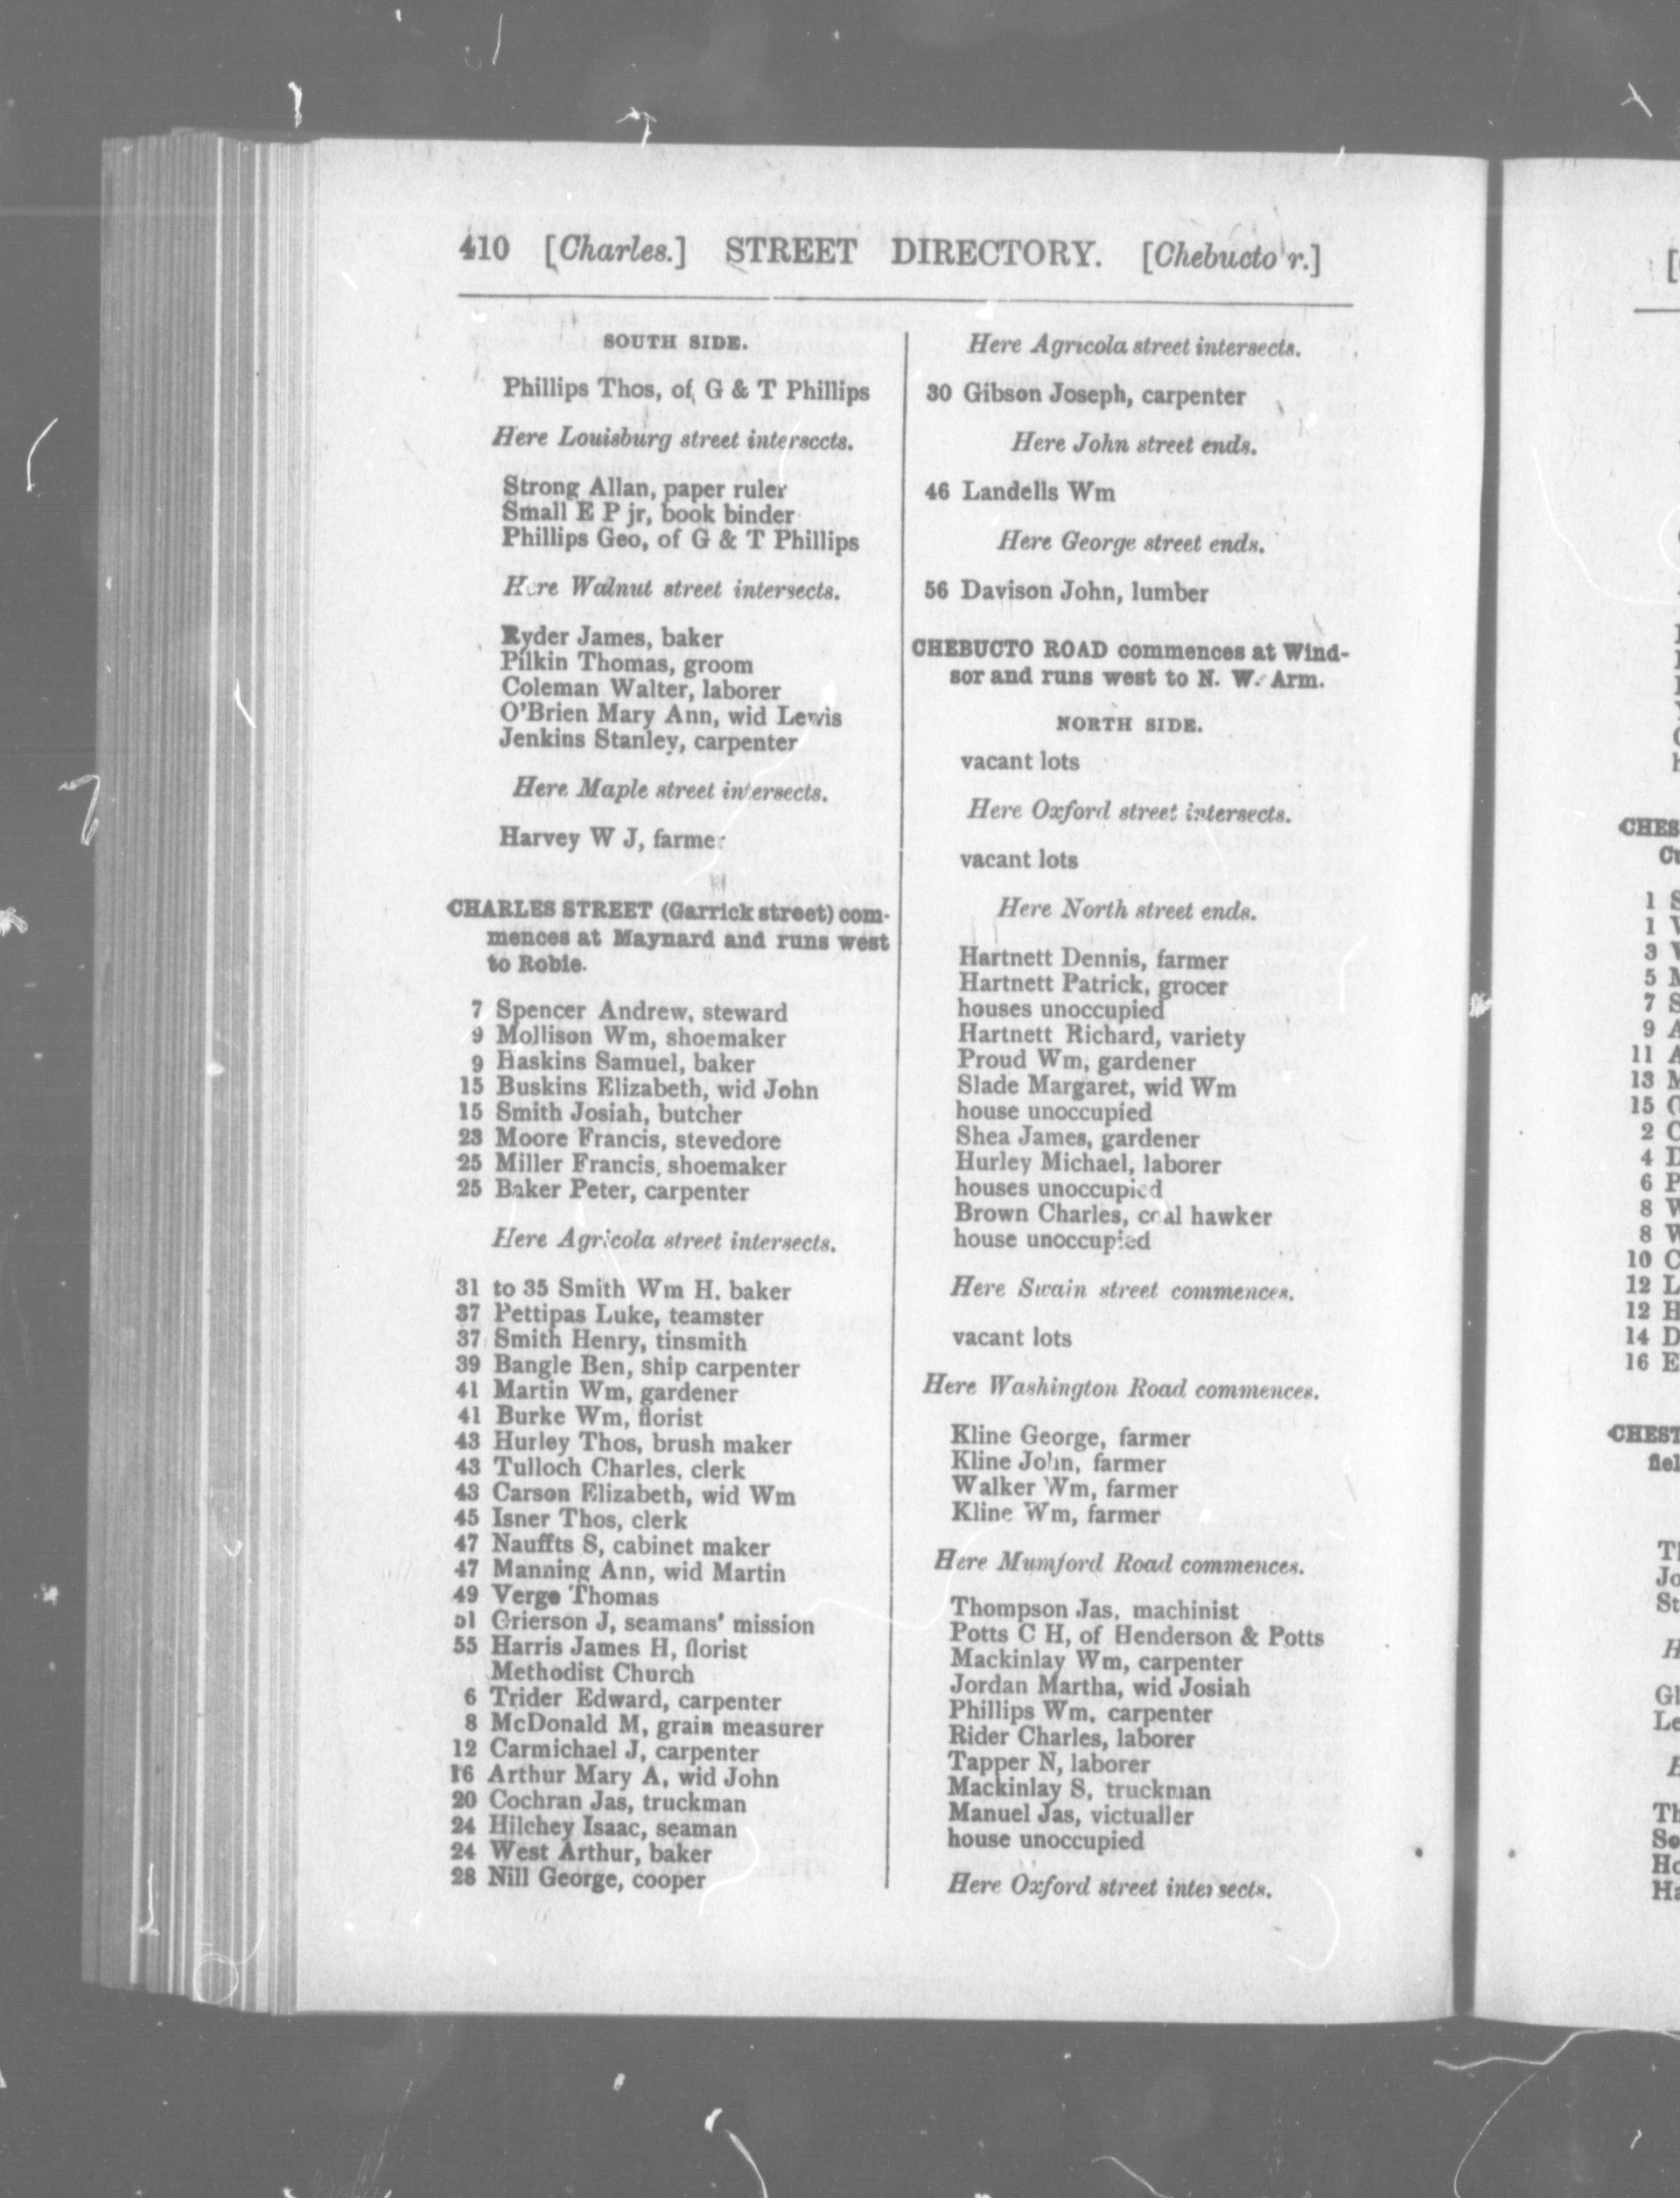 410 [Charles.] STREET DIRECTORY. [Chebucto r.]
SOUTH SIDE.
Phillips Thos, of G & T Phillips
Here Louisburg street intersects.
Strong Allan, paper ruler
Small E P jr, book binder
Phillips Geo, of G & T Phillips
Here Walnut street intersects.
Ryder James, baker
Pilkin Thomas, groom
Coleman Walter, laborer
O'Brien Mary Ann, wid Lewis
Jenkins Stanley, carpenter
Here Maple street intersects.
Harvey W J, farmer
CHARLES STREET (Garrick street) com-
mences at Maynard and runs west
to Robie.
7 Spencer Andrew, steward
9 Mollison Wm, shoemaker
9 Haskins Samuel, baker
15 Buskins Elizabeth, wid John
15 Smith Josiah, butcher
23 Moore Francis, stevedore
25 Miller Francis, shoemaker
25 Baker Peter, carpenter
Here Agricola street intersects.
31 to 35 Smith Wm H. baker
37 Pettipas Luke, teamster
37 Smith Henry, tinsmith
39 Bangle Ben, ship carpenter
41 Martin Wm, gardener
41 Burke Wm, florist
43 Hurley Thos, brush maker
43 Tulloch Charles, clerk
43 Carson Elizabeth, wid Wm
45 Isner Thos, clerk
47 Nauffts S, cabinet maker
47 Manning Ann, wid Martin
49 Verge Thomas
51 Grierson J, seamans' mission
55 Harris James H, florist
Methodist Church
6 Trider Edward, carpenter
8 McDonald M, grain measurer
12 Carmichael J, carpenter
16 Arthur Mary A, wid John
20 Cochran Jas, truckman
24 Hilchey Isaac, seaman
24 West Arthur, baker
28 Nill George, cooper
Here Agricola street intersects.
30 Gibson Joseph, carpenter
Here John street ends.
46 Landells Wm
Here George street ends.
56 Davison John, lumber
CHEBUCTO ROAD commences at Wind-
sor and runs west to N. W. Arm.
NORTH SIDE.
vacant lots
Here Oxford street intersects.
vacant lots
Here North street ends.
Hartnett Dennis, farmer
Hartnett Patrick, grocer
houses unoccupied
Hartnett Richard, variety
Proud Wm, gardener
Slade Margaret, wid Wm
house unoccupied
Shea James, gardener
Hurley Michael, laborer
houses unoccupied
Brown Charles, coal hawker
house unoccupied
Here Swain street commences.
vacant lots
Here Washington Road commences.
Kline George, farmer
Kline John, farmer
Walker Wm, farmer
Kline Wm, farmer
Here Mumford Road commences.
Thompson Jas, machinist
Potts C H, of Henderson & Potts
Mackinlay Wm, carpenter
Jordan Martha, wid Josiah
Phillips Wm, carpenter
Rider Charles, laborer
Tapper N, laborer
Mackinlay S, truckman
Manuel Jas, victualler
house unoccupied
Here Oxford street intersects.